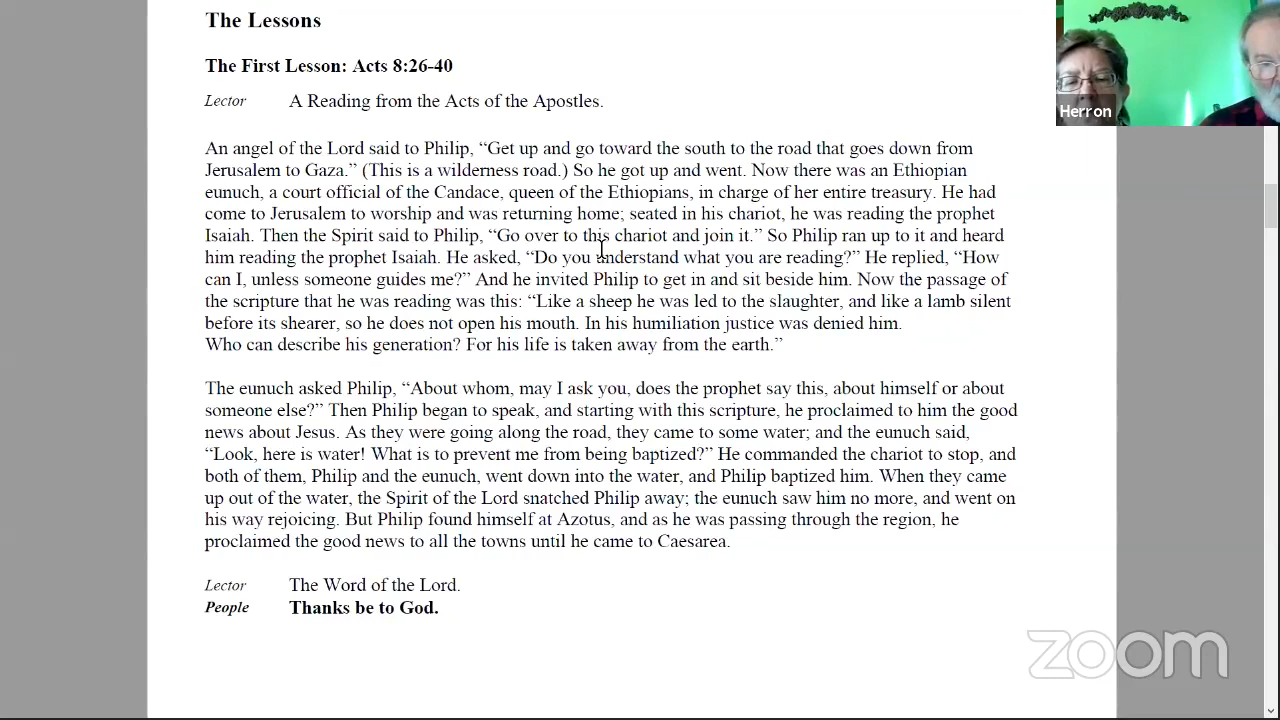 The Lessons
The First Lesson: Acts 8:26-40
Lector A Reading from the Acts of the Apostles.
An angel of the Lord said to Philip, “Get up and go toward the south to the road that goes down from
Jerusalem to Gaza.” (This is a wilderness road.) So he got up and went. Now there was an Ethiopian
eunuch, a court official of the Candace, queen of the Ethiopians, in charge of her entire treasury. He had
come to Jerusalem to worship and was returning home; seated in his chariot, he was reading the prophet
Isaiah. Then the Spirit said to Philip, “Go over to this chariot and join it.” So Philip ran up to it and heard
him reading the prophet Isaiah. He asked, “Do you understand what you are reading?” He replied, “How
can I, unless someone guides me?” And he invited Philip to get in and sit beside him. Now the passage of
the scripture that he was reading was this: “Like a sheep he was led to the slaughter, and like a lamb silent
before its shearer, so he does not open his mouth. In his humiliation justice was denied him.
Who can describe his generation? For his life is taken away from the earth.”
The eunuch asked Philip, “About whom, may I ask you, does the prophet say this, about himself or about
someone else?” Then Philip began to speak, and starting with this scripture, he proclaimed to him the good
news about Jesus. As they were going along the road, they came to some water; and the eunuch said,
“Look, here is water! What is to prevent me from being baptized?” He commanded the chariot to stop, and
both of them, Philip and the eunuch, went down into the water, and Philip baptized him. When they came
up out of the water, the Spirit of the Lord snatched Philip away; the eunuch saw him no more, and went on
his way rejoicing. But Philip found himself at Azotus, and as he was passing through the region, he
proclaimed the good news to all the towns until he came to Caesarea.
Lector The Word of the Lord.
People Thanks be to God.
Herron
zoom